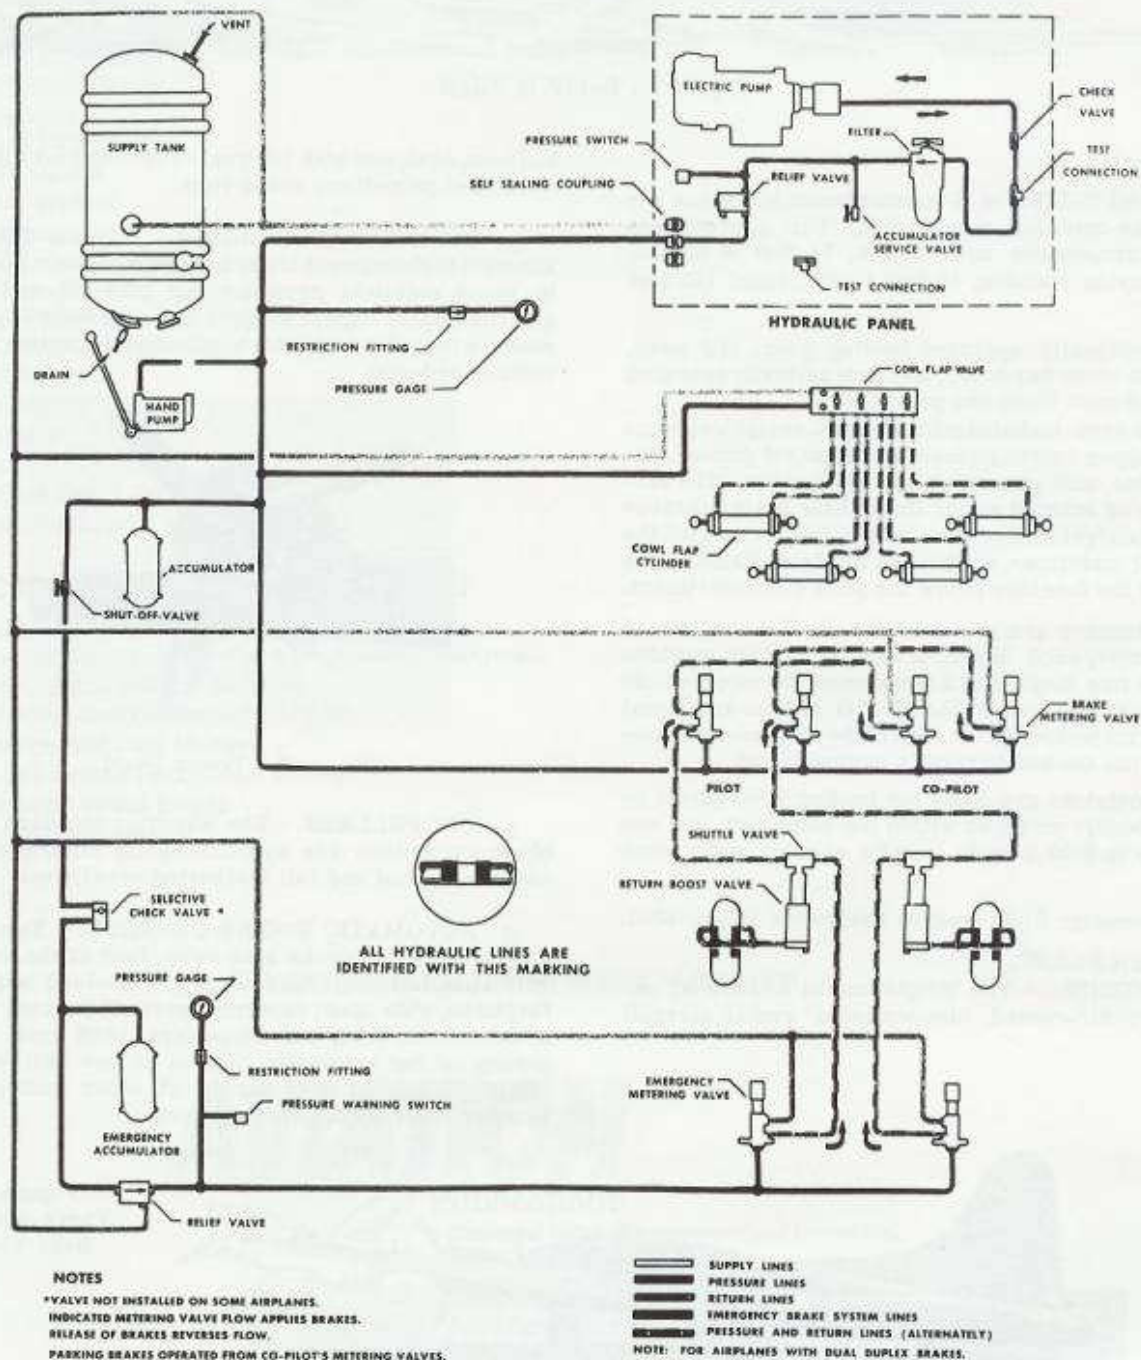 VENT
SUPPLY TANK
DRAIN
HAND
PUMP
ELECTRIC PUMP
CHECK
VALVE
PRESSURE SWITCH
FILTER
TEST
CONNECTION
RELIEF VALVE
SELF SEALING COUPLING
ACCUMULATOR
SERVICE VALVE
TEST CONNECTION
HYDRAULIC PANEL
RESTRICTION FITTING
PRESSURE GAGE
COWL FLAP VALVE
COWL FLAP
CYLINDER
ACCUMULATOR
SHUT-OFF-VALVE
BRAKE
METERING VALVE
PILOT
CO-PILOT
SHUTTLE VALVE
RETURN BOOST VALVE
SELECTIVE
CHECK VALVE *
ALL HYDRAULIC LINES ARE
IDENTIFIED WITH THIS MARKING
PRESSURE GAGE
RESTRICTION FITTING
PRESSURE WARNING SWITCH
EMERGENCY
ACCUMULATOR
EMERGENCY
METERING VALVE
RELIEF VALVE
NOTES
*VALVE NOT INSTALLED ON SOME AIRPLANES.
INDICATED METERING VALVE FLOW APPLIES BRAKES.
RELEASE OF BRAKES REVERSES FLOW.
PARKING BRAKES OPERATED FROM CO-PILOT'S METERING VALVES.
SUPPLY LINES
PRESSURE LINES
RETURN LINES
EMERGENCY BRAKE SYSTEM LINES
PRESSURE AND RETURN LINES (ALTERNATELY)
NOTE: FOR AIRPLANES WITH DUAL DUPLEX BRAKES.